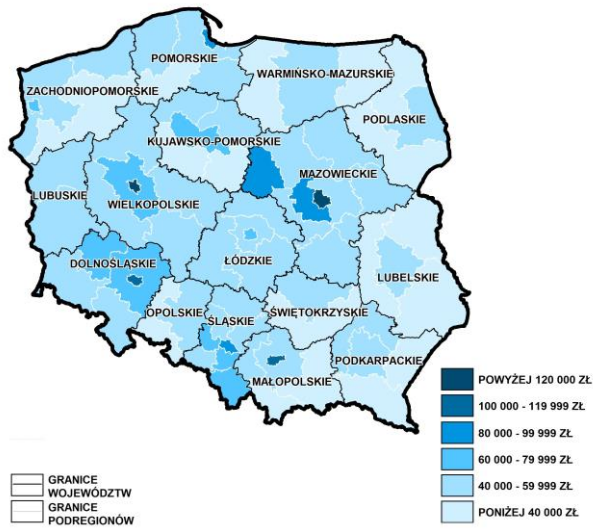 POMORSKIE
WARMIŃSKO-MAZURSKIE
ZACHODNIOPOMORSKIE
PODLASKIE
KUJAWSKO-POMORSKIE
MAZOWIECKIE
LUBUSKIE
WIELKOPOLSKIE
DOLNOŚLĄSKIE
ŁÓDZKIE
LUBELSKIE
OPOLSKIE
ŚLĄSKIE
ŚWIĘTOKRZYSKIE
PODKARPACKIE
MAŁOPOLSKIE
POWYŻEJ 120 000 ZŁ
100 000 - 119 999 ZŁ
80 000 - 99 999 ZŁ
60 000 - 79 999 ZŁ
40 000 - 59 999 ZŁ
PONIŻEJ 40 000 ZŁ
GRANICE
WOJEWÓDZTW
GRANICE
PODREGIONÓW